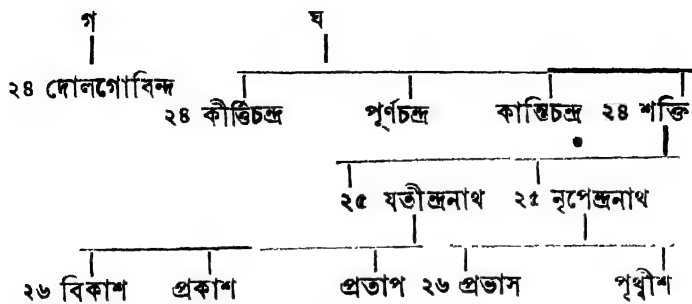 গ ঘ
২৪ দোলগোবিন্দ
২৪ কীর্ত্তিচন্দ্র পূর্ণচন্দ্র কান্তিচন্দ্র ২৪ শক্তি
২৫ যতীন্দ্রনাথ ২৫ নৃপেন্দ্রনাথ
২৬ বিকাশ প্রকাশ প্রতাপ ২৬ প্রভাস পৃথ্বীশ